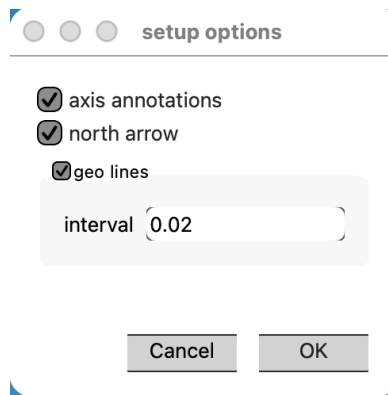 setup options
axis annotations
north arrow
geo lines
interval 0.02
Cancel OK